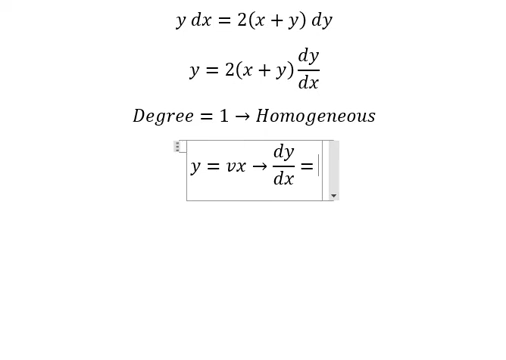 y dx = 2(x + y) dy
y = 2(x + y) dy/dx
Degree = 1 → Homogeneous
y = vx → dy/dx =